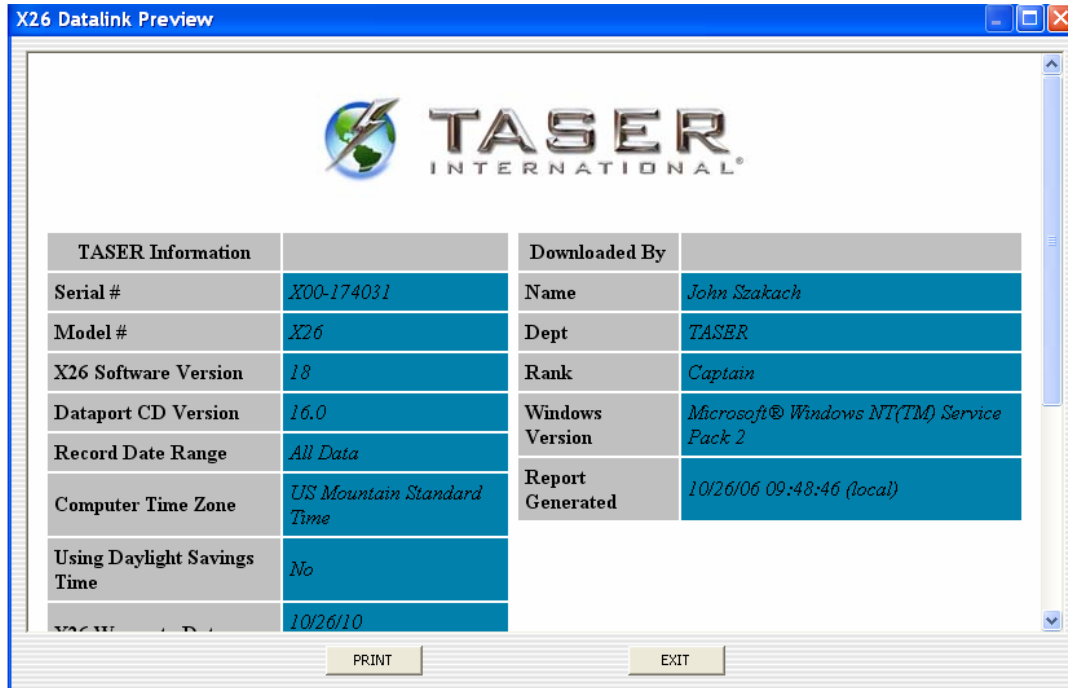 X26 Datalink Preview
TASER
INTERNATIONAL®
TASER Information
Serial # X00-174031
Model # X26
X26 Software Version 18
Dataport CD Version 16.0
Record Date Range All Data
Computer Time Zone US Mountain Standard
Time
Using Daylight Savings
Time No
X26 10/26/10
Downloaded By
Name John Szakach
Dept TASER
Rank Captain
Windows
Version Microsoft® Windows NT(TM) Service
Pack 2
Report
Generated 10/26/06 09:48:46 (local)
PRINT EXIT